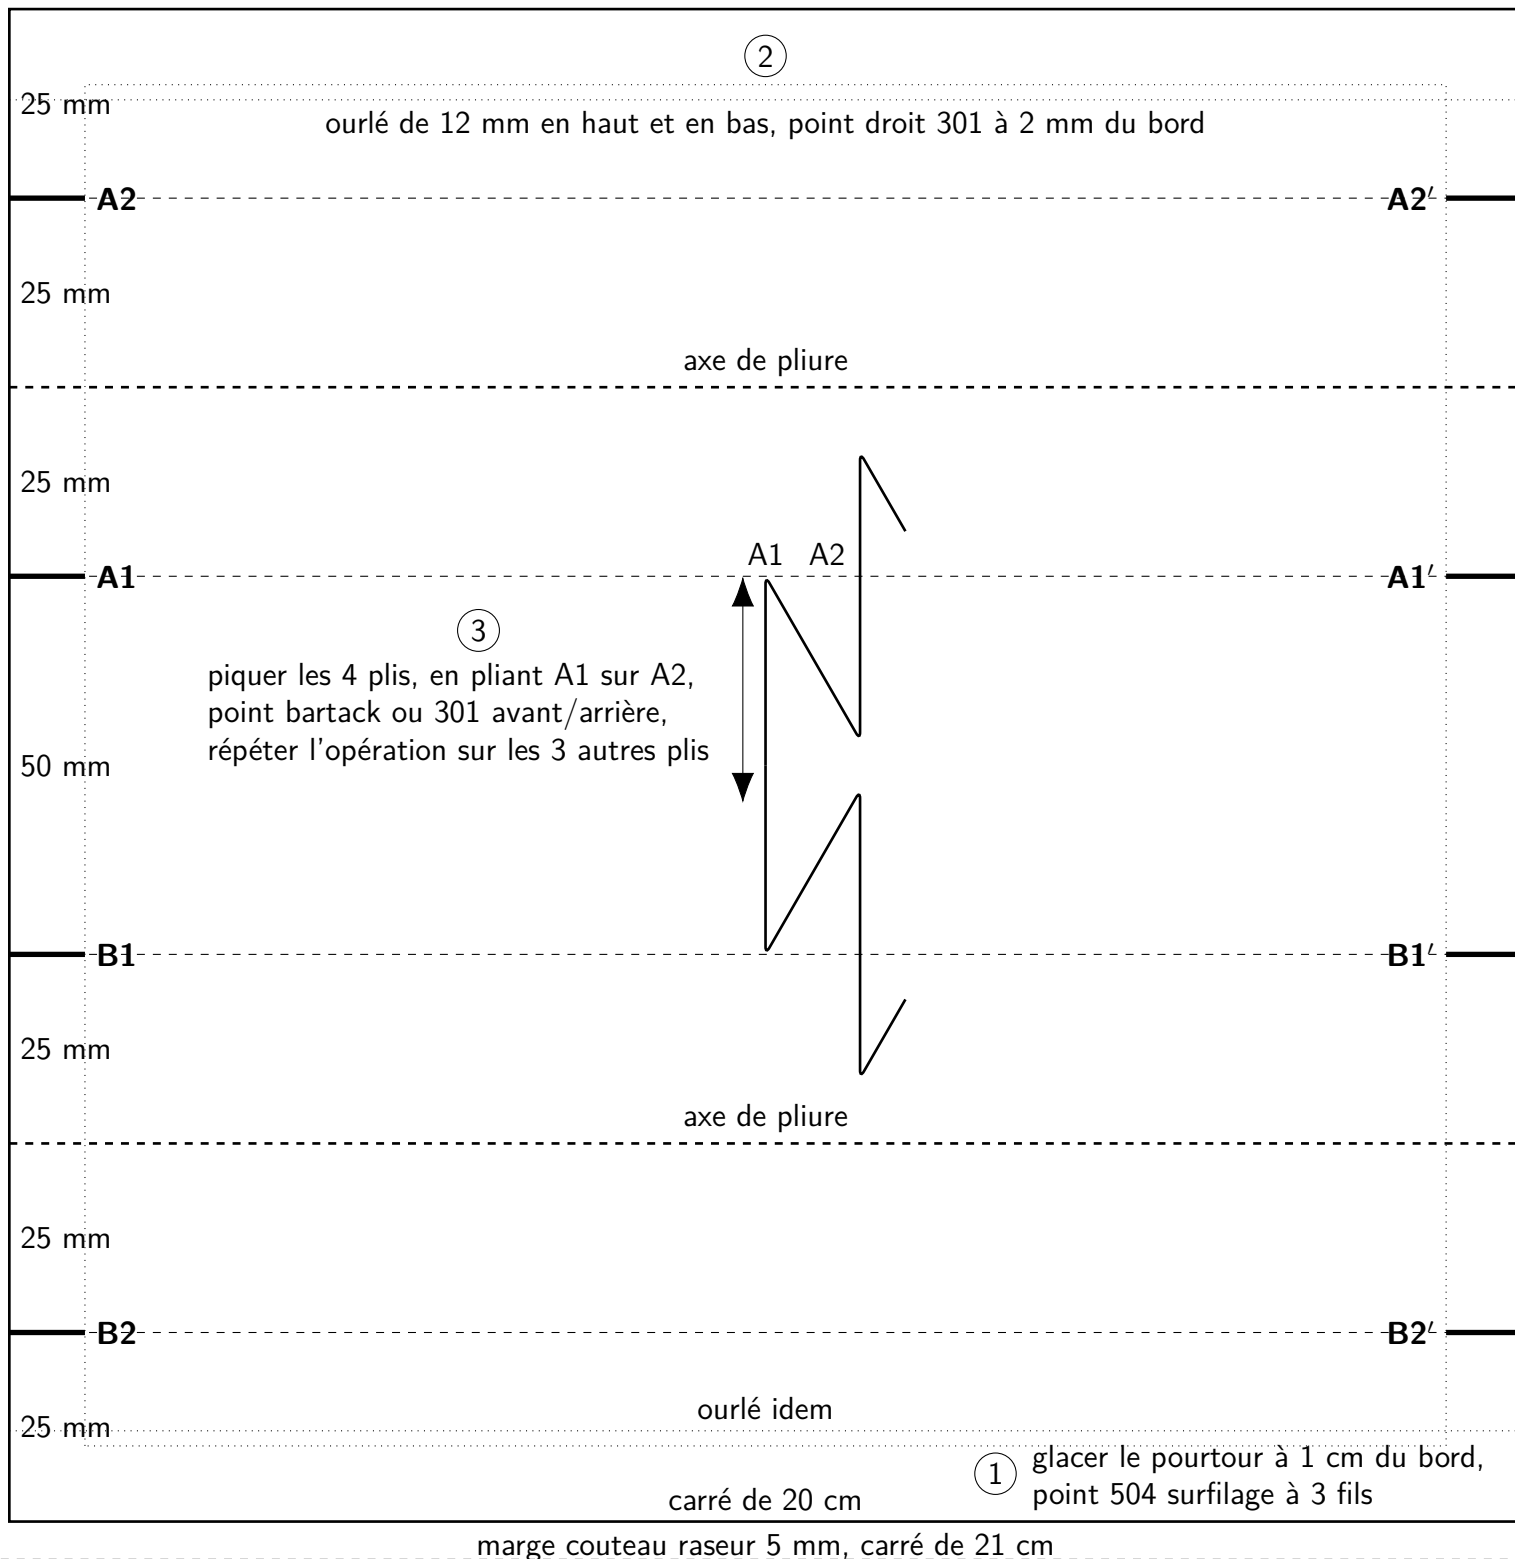 2
25 mm
ourlé de 12 mm en haut et en bas, point droit 301 à 2 mm du bord
A2 A2′
25 mm
axe de pliure
25 mm
A1 A2
A1 A1′
3
piquer les 4 plis, en pliant A1 sur A2,
point bartack ou 301 avant/arrière,
répéter l'opération sur les 3 autres plis
50 mm
B1 B1′
25 mm
axe de pliure
25 mm
B2 B2′
ourlé idem
25 mm
1
glacer le pourtour à 1 cm du bord,
point 504 surfilage à 3 fils
carré de 20 cm
marge couteau raseur 5 mm, carré de 21 cm